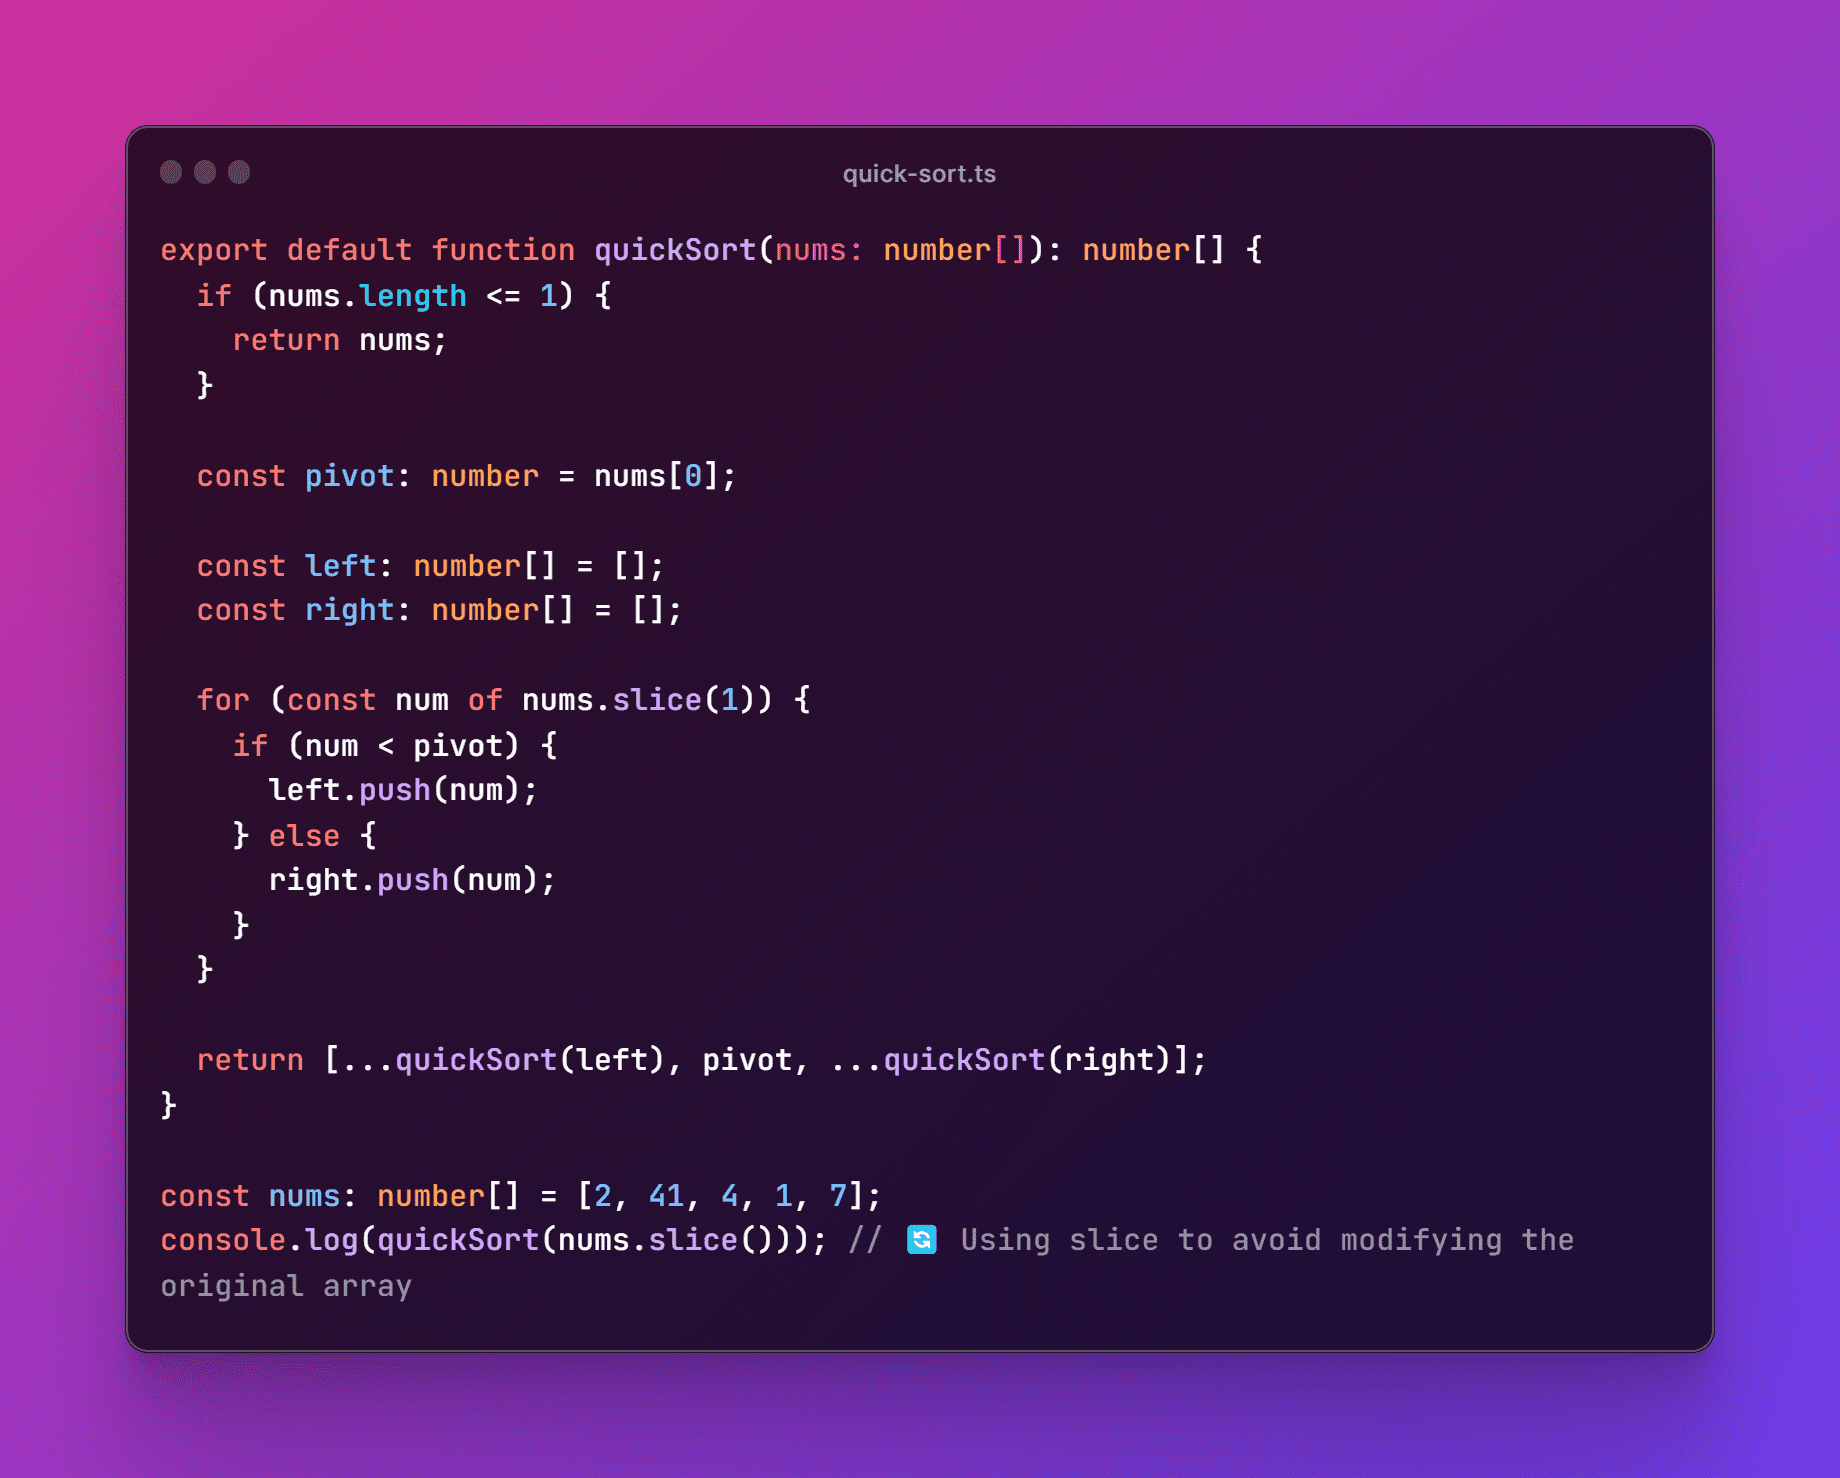 quick-sort.ts
export default function quickSort(nums: number[]): number[] {
  if (nums.length <= 1) {
    return nums;
  }

  const pivot: number = nums[0];

  const left: number[] = [];
  const right: number[] = [];

  for (const num of nums.slice(1)) {
    if (num < pivot) {
      left.push(num);
    } else {
      right.push(num);
    }
  }

  return [...quickSort(left), pivot, ...quickSort(right)];
}

const nums: number[] = [2, 41, 4, 1, 7];
console.log(quickSort(nums.slice())); // 🔄 Using slice to avoid modifying the
original array